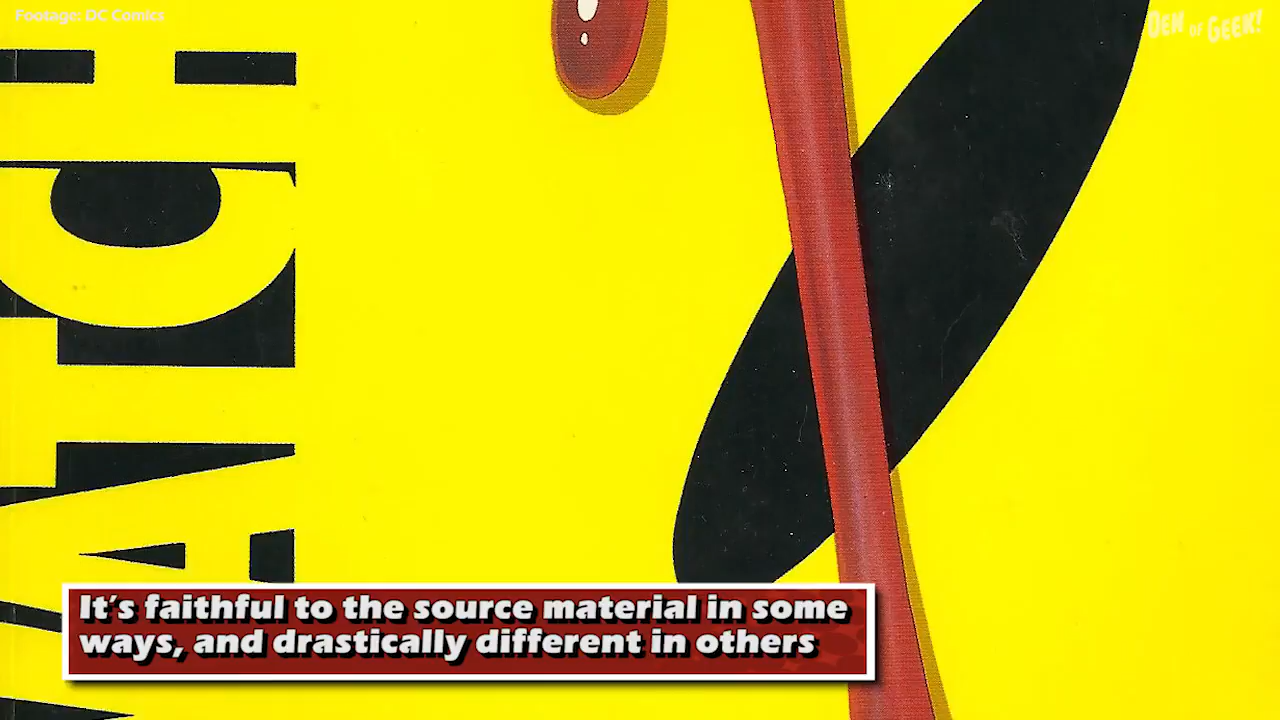 Footage: DC Comics
DEN OF GEEK!
WATCH
It's faithful to the source material in some
ways, and drastically different in others